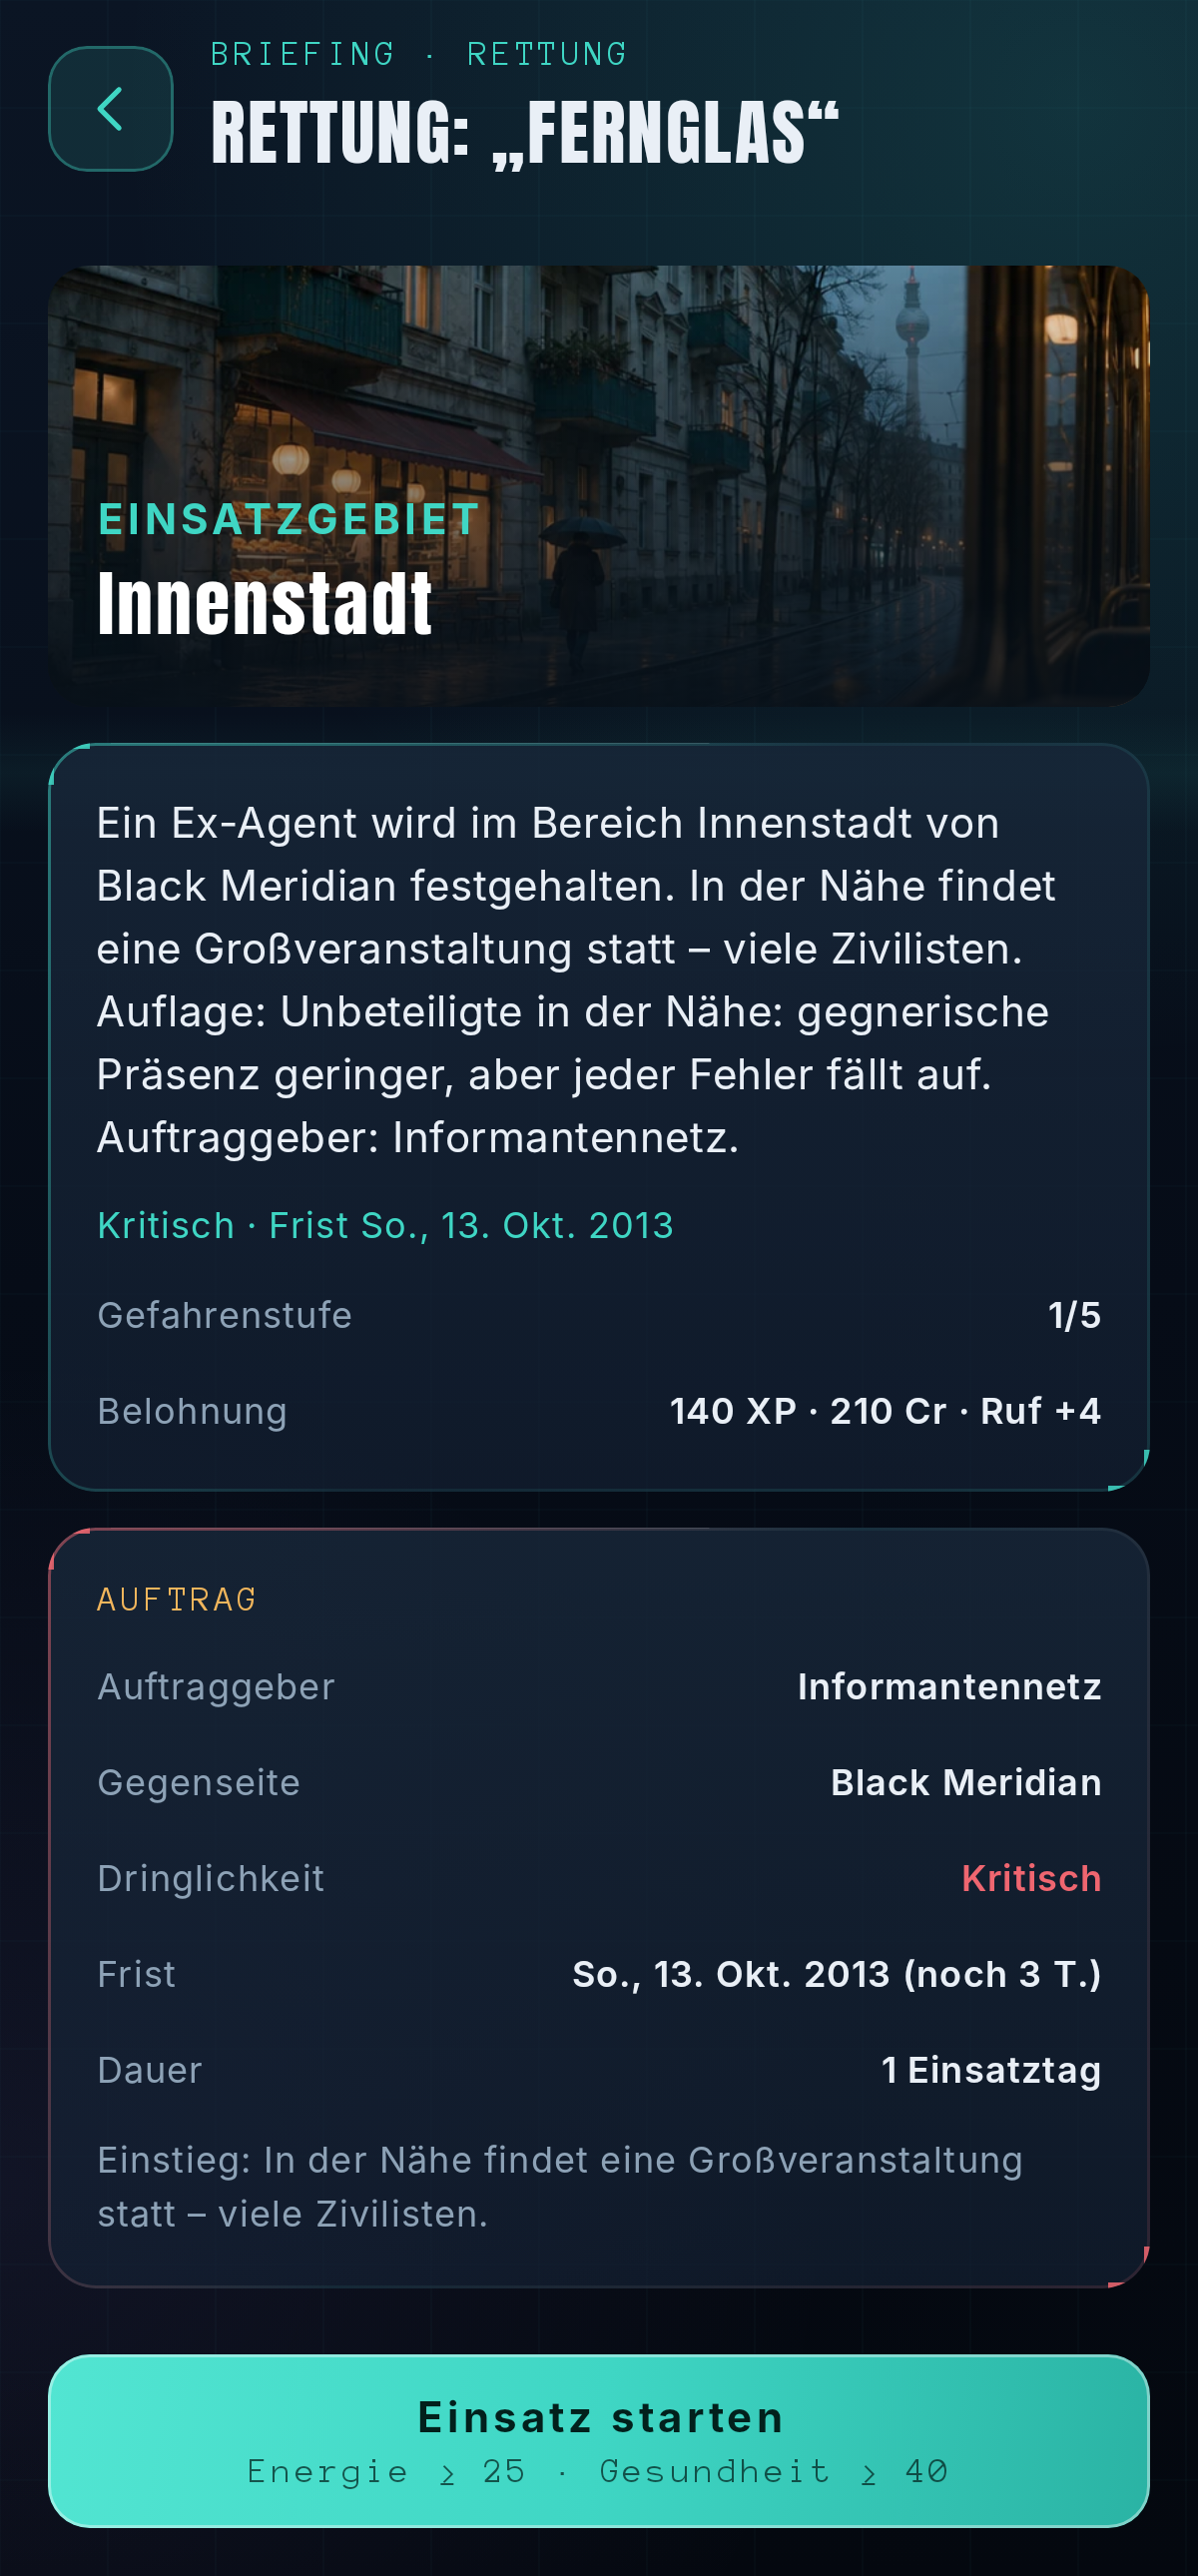 BRIEFING · RETTUNG
RETTUNG: „FERNGLAS“
EINSATZGEBIET
Innenstadt
Ein Ex-Agent wird im Bereich Innenstadt von
Black Meridian festgehalten. In der Nähe findet
eine Großveranstaltung statt – viele Zivilisten.
Auflage: Unbeteiligte in der Nähe: gegnerische
Präsenz geringer, aber jeder Fehler fällt auf.
Auftraggeber: Informantennetz.
Kritisch · Frist So., 13. Okt. 2013
Gefahrenstufe 1/5
Belohnung 140 XP · 210 Cr · Ruf +4
AUFTRAG
Auftraggeber Informantennetz
Gegenseite Black Meridian
Dringlichkeit Kritisch
Frist So., 13. Okt. 2013 (noch 3 T.)
Dauer 1 Einsatztag
Einstieg: In der Nähe findet eine Großveranstaltung
statt – viele Zivilisten.
Einsatz starten
Energie ≥ 25 · Gesundheit ≥ 40